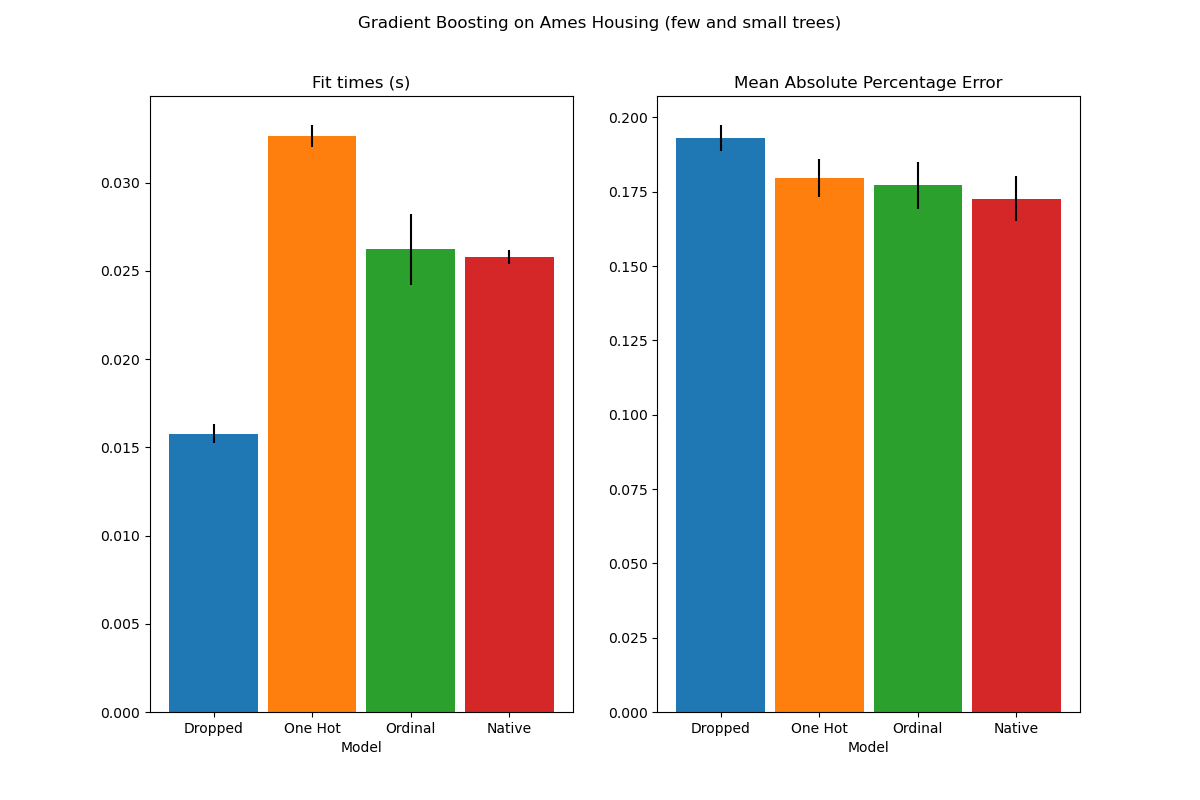 Gradient Boosting on Ames Housing (few and small trees)
Fit times (s)
0.030
0.025
0.020
0.015
0.010
0.005
0.000
Dropped One Hot Ordinal Native
Model
Mean Absolute Percentage Error
0.200
0.175
0.150
0.125
0.100
0.075
0.050
0.025
0.000
Dropped One Hot Ordinal Native
Model